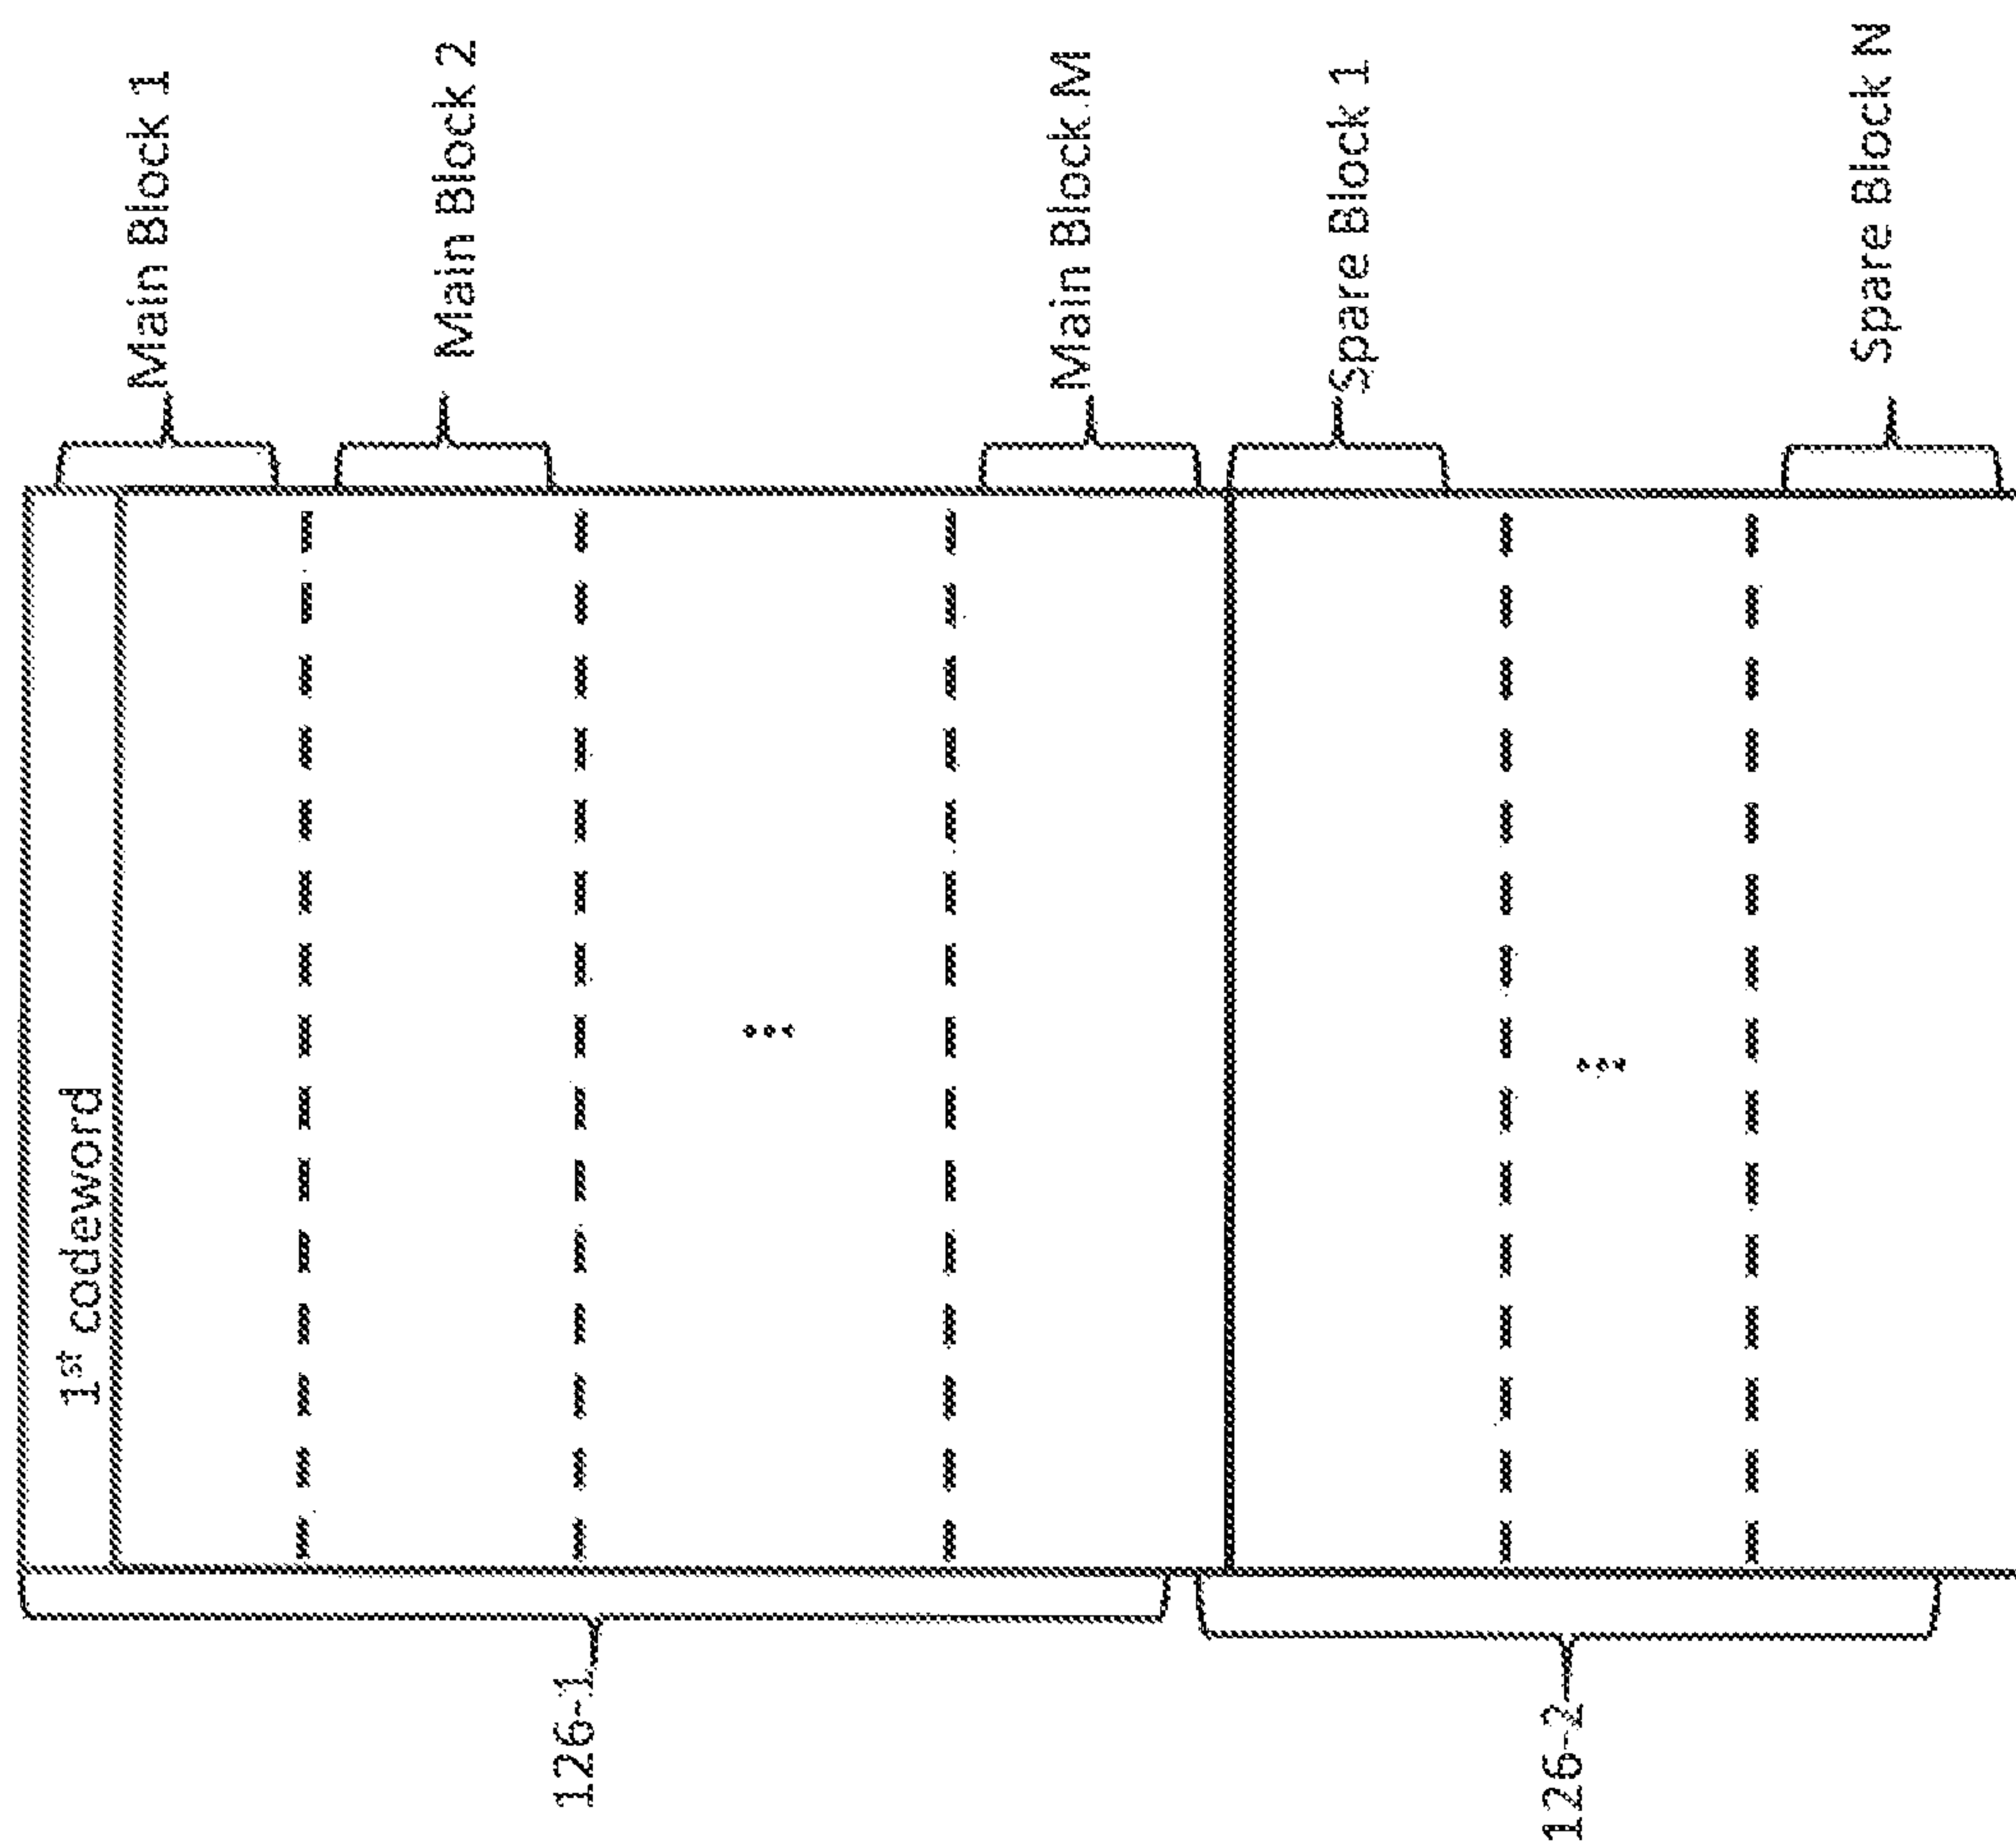 Main Block 1
Main Block 2
Main Block M
Spare Block 1
Spare Block N
1st codeword
126-1
126-2